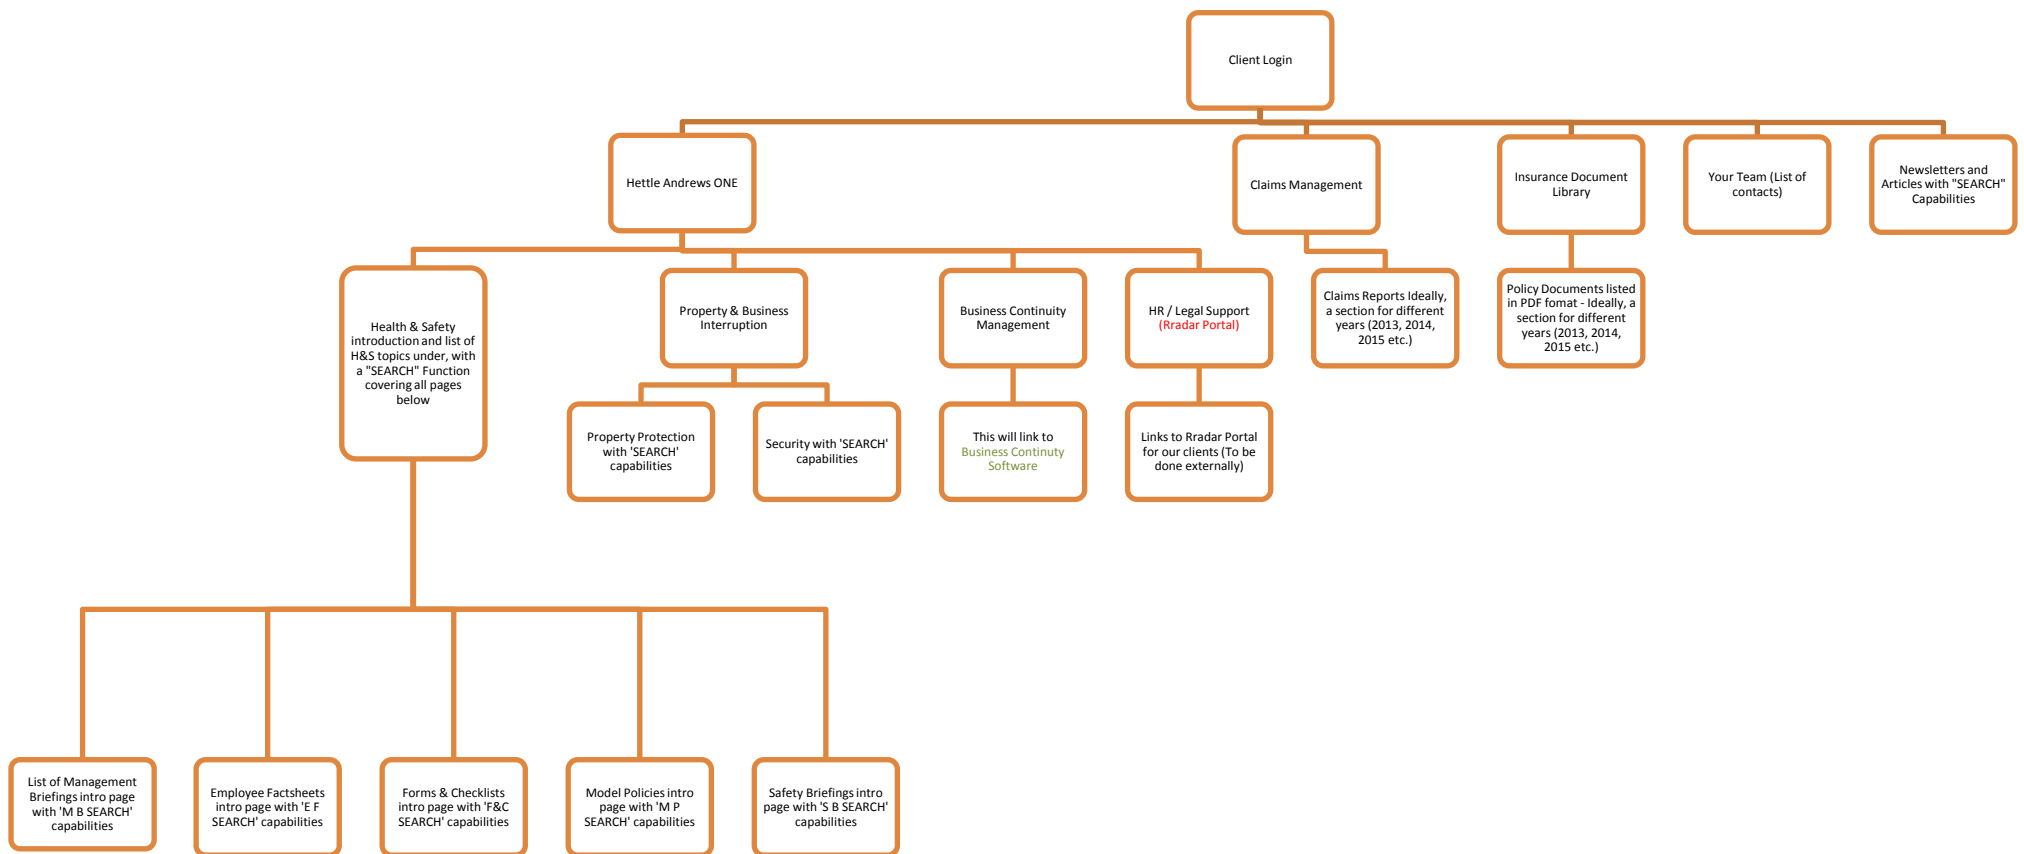 Client Login
Hettle Andrews ONE
Claims Management
Insurance Document
Library
Your Team (List of
contacts)
Newsletters and
Articles with "SEARCH"
Capabilities
Health & Safety
introduction and list of
H&S topics under, with
a "SEARCH" Function
covering all pages
below
Property & Business
Interruption
Business Continuity
Management
HR / Legal Support
(Rradar Portal)
Claims Reports Ideally,
a section for different
years (2013, 2014,
2015 etc.)
Policy Documents listed
in PDF fomat - Ideally, a
section for different
years (2013, 2014,
2015 etc.)
Property Protection
with 'SEARCH'
capabilities
Security with 'SEARCH'
capabilities
This will link to
Business Continuty
Software
Links to Rradar Portal
for our clients (To be
done externally)
List of Management
Briefings intro page
with 'M B SEARCH'
capabilities
Employee Factsheets
intro page with 'E F
SEARCH' capabilities
Forms & Checklists
intro page with 'F&C
SEARCH' capabilities
Model Policies intro
page with 'M P
SEARCH' capabilities
Safety Briefings intro
page with 'S B SEARCH'
capabilities